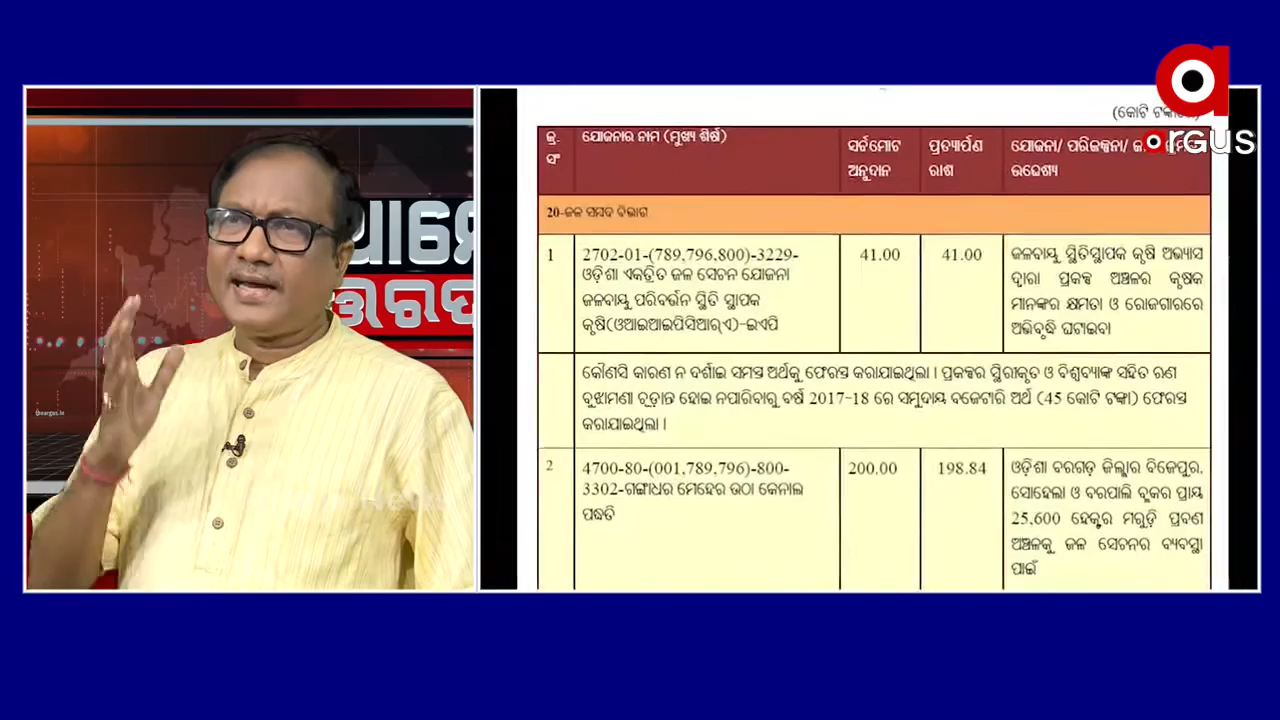 argus
ଉତ୍ତରଦ
@eargus.in
(କୋଟି
କ୍ର. ସଂ
ଯୋଜନାର ନାମ (ମୁଖ୍ୟ ଶିର୍ଷ)
ସର୍ବମୋଟ ଅନୁଦାନ
ପ୍ରତ୍ୟାର୍ପଣ ରାଶି
ଯୋଜନା/ ପରିକଳ୍ପନା/
ଉଦ୍ଦେଶ୍ୟ
20-ଜଳ ସମ୍ପଦ ବିଭାଗ
1
2702-01-(789,796,800)-3229-
ଓଡ଼ିଶା ଏକତ୍ରିତ ଜଳ ସେଚନ ଯୋଜନା
ଜଳବାୟୁ ପରିବର୍ଭନ ସ୍ଥିତି ସ୍ଥାପକ
କୃଷି(ଓଆଇଆଇପିସିଆର୍‌ଏ)-ଇଏପି
41.00
41.00
ଜଳବାୟୁ ସ୍ଥିତିସ୍ଥାପକ କୃଷି ଅଭ୍ୟାସ
ଦ୍ୱାରା ପ୍ରକଳ୍ପ ଅଞ୍ଚଳର କୃଷକ
ମାନଙ୍କର କ୍ଷମତା ଓ ରୋଜଗାରରେ
ଅଭିବୃଦ୍ଧି ଘଟାଇବା
କୌଣସି କାରଣ ନ ଦର୍ଶାଇ ସମସ୍ତ ଅର୍ଥକୁ ଫେରସ୍ତ କରାଯାଇଥିଲା । ପ୍ରକଳ୍ପର ସ୍ଥିରୀକୃତ ଓ ବିଶ୍ୱବ୍ୟାଙ୍କ ସହିତ ଋଣ
ବୁଝାମଣା ଚୂଡ଼ାନ୍ତ ହୋଇ ନପାରିବାରୁ ବର୍ଷ 2017-18 ରେ ସମୁଦାୟ ବଜେଟୀୟ ଅର୍ଥ (45 କୋଟି ଟଙ୍କା) ଫେରସ୍ତ
କରାଯାଇଥିଲା ।
2
4700-80-(001,789,796)-800-
3302-ଗଙ୍ଗାଧର ମେହେର ଉଠା କେନାଲ
ପଦ୍ଧତି
200.00
198.84
ଓଡ଼ିଶା ବରଗଡ଼ ଜିଲ୍ଲାର ବିଜେପୁର,
ସୋହେଲା ଓ ବରପାଲି ବ୍ଲକର ପ୍ରାୟ
25,600 ହେକ୍ଟର ମରୁଡ଼ି ପ୍ରବଣ
ଅଞ୍ଚଳକୁ ଜଳ ସେଚନର ବ୍ୟବସ୍ଥା
ପାଇଁ